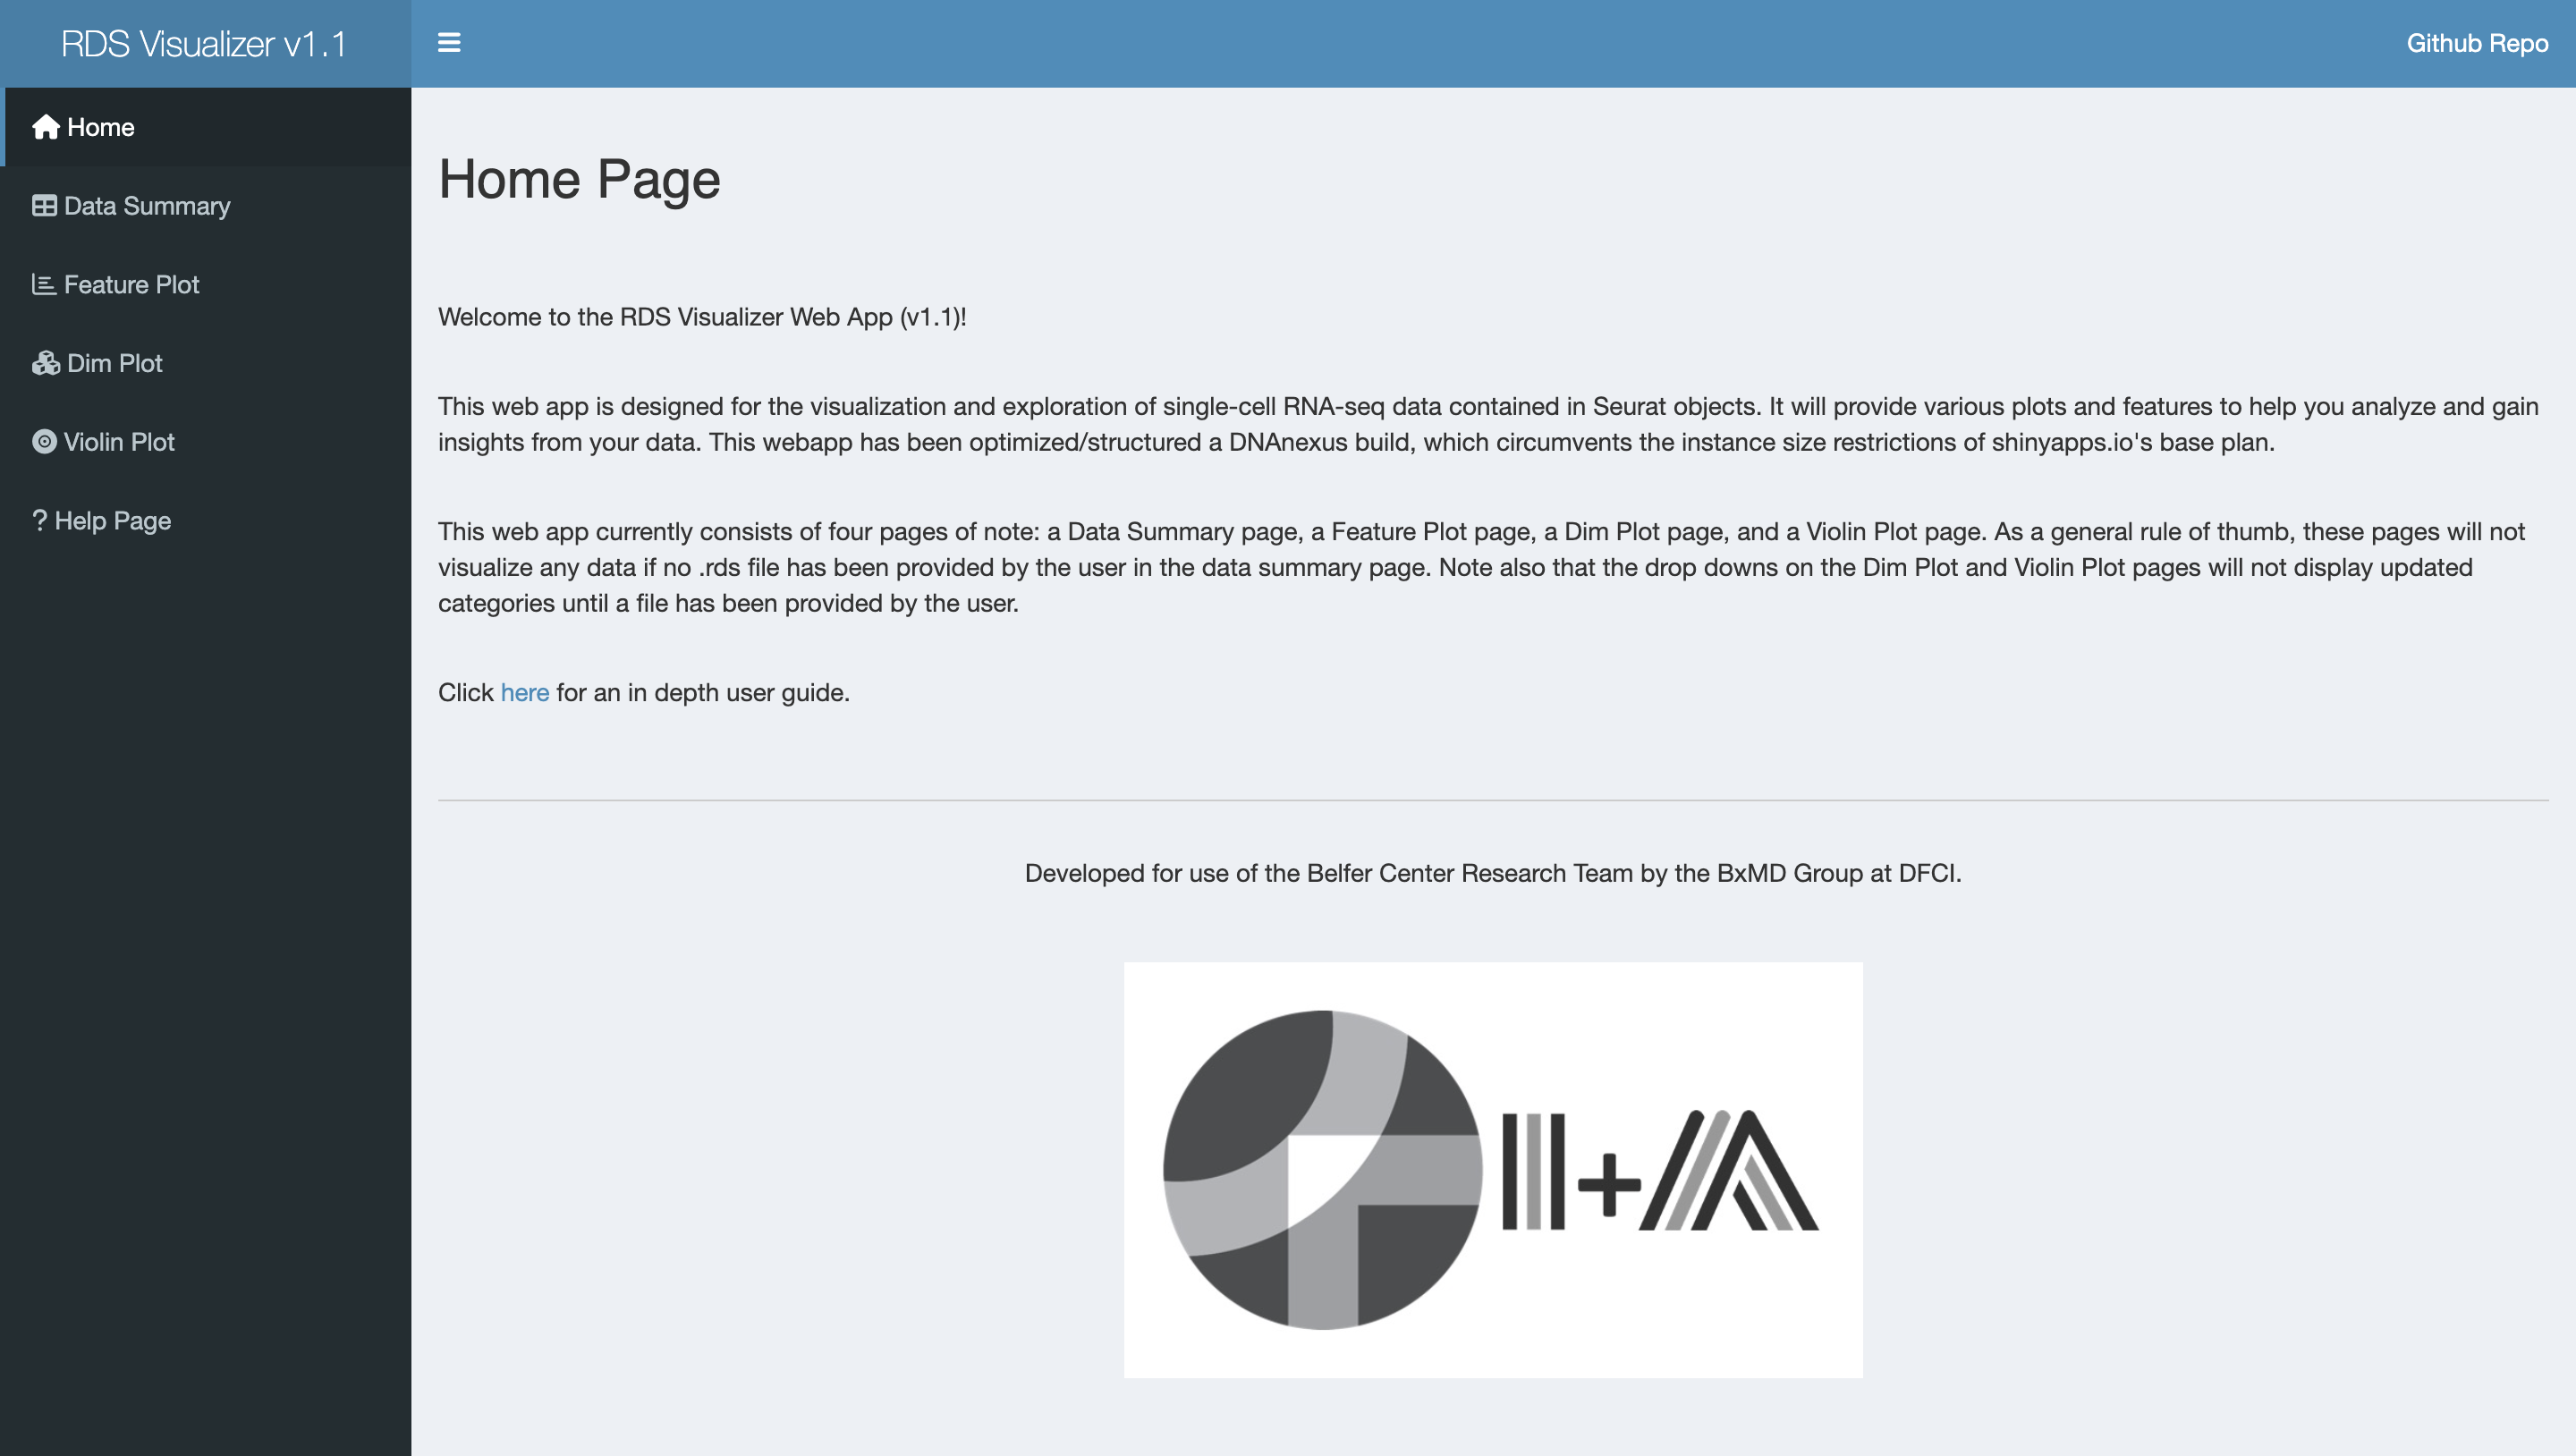 RDS Visualizer v1.1
Github Repo
Home
Data Summary
Feature Plot
Dim Plot
Violin Plot
? Help Page
Home Page
Welcome to the RDS Visualizer Web App (v1.1)!
This web app is designed for the visualization and exploration of single-cell RNA-seq data contained in Seurat objects. It will provide various plots and features to help you analyze and gain
insights from your data. This webapp has been optimized/structured a DNAnexus build, which circumvents the instance size restrictions of shinyapps.io's base plan.
This web app currently consists of four pages of note: a Data Summary page, a Feature Plot page, a Dim Plot page, and a Violin Plot page. As a general rule of thumb, these pages will not
visualize any data if no .rds file has been provided by the user in the data summary page. Note also that the drop downs on the Dim Plot and Violin Plot pages will not display updated
categories until a file has been provided by the user.
Click here for an in depth user guide.
Developed for use of the Belfer Center Research Team by the BxMD Group at DFCI.